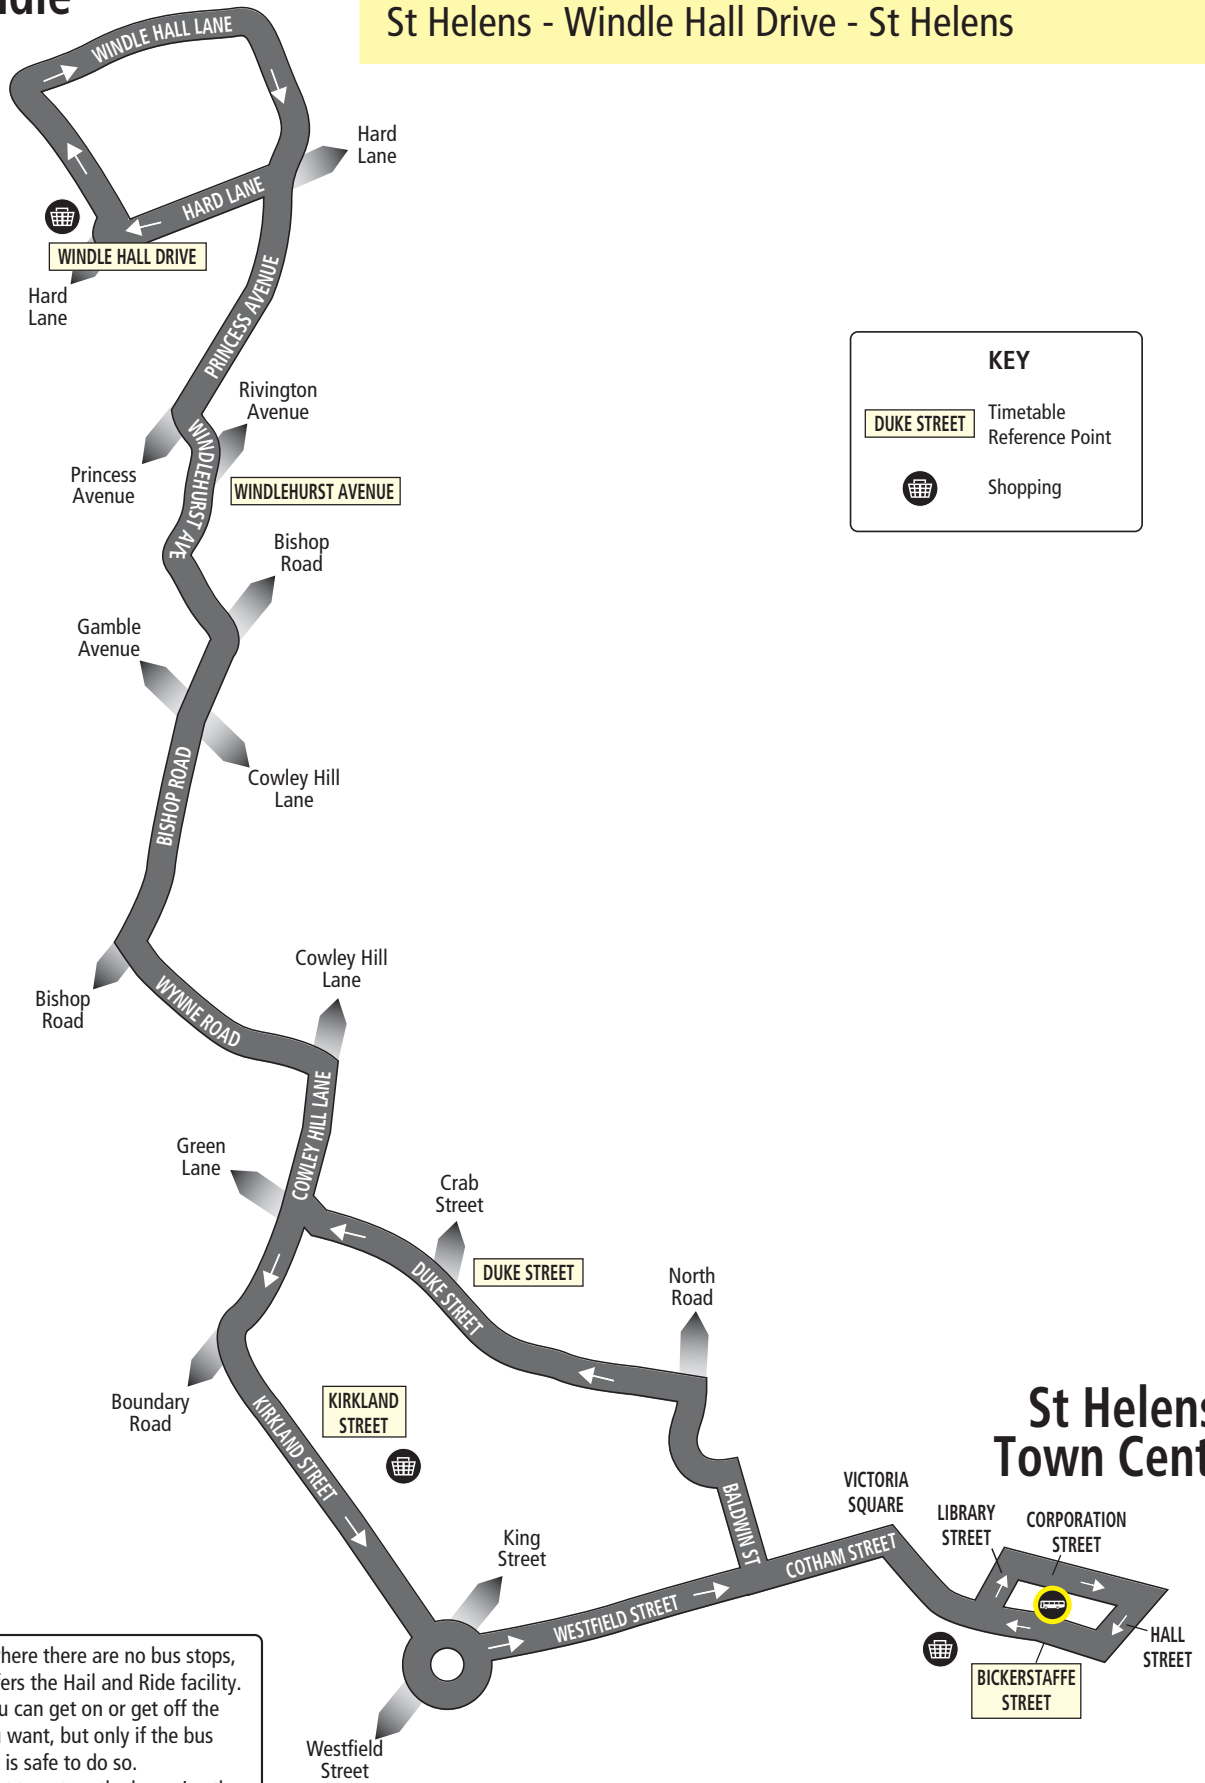 St Helens - Windle Hall Drive - St Helens
WINDLE HALL LANE
Hard
Lane
HARD LANE
WINDLE HALL DRIVE
Hard
Lane
PRINCESS AVENUE
KEY
DUKE STREET
Timetable
Reference Point
Shopping
Rivington
Avenue
Princess
Avenue
WINDLEHURST AVE
WINDLEHURST AVENUE
Bishop
Road
Gamble
Avenue
Cowley Hill
Lane
BISHOP ROAD
Cowley Hill
Lane
Bishop
Road
WYNNE ROAD
COWLEY HILL LANE
Green
Lane
Crab
Street
DUKE STREET
DUKE STREET
North
Road
Boundary
Road
KIRKLAND
STREET
KIRKLAND STREET
St Helens
Town Cent
VICTORIA
SQUARE
LIBRARY
STREET
CORPORATION
STREET
BALDWIN ST
COTHAM STREET
King
Street
WESTFIELD STREET
HALL
STREET
BICKERSTAFFE
STREET
Westfield
Street
here there are no bus stops,
fers the Hail and Ride facility.
u can get on or get off the
u want, but only if the bus
is safe to do so.